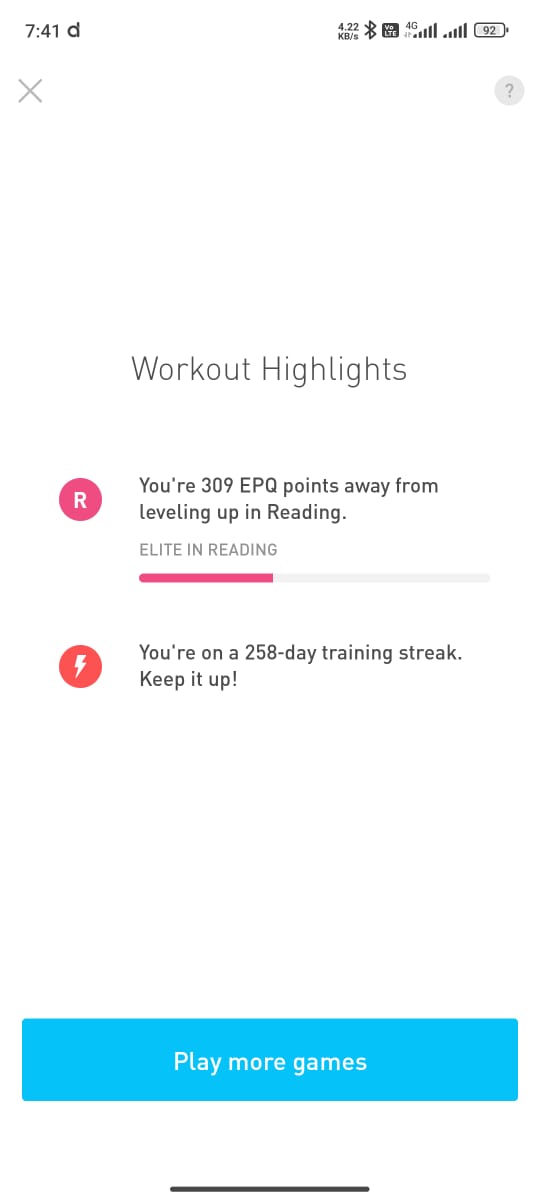 7:41 d
4.22 KB/s Vo LTE 4G 92
?
Workout Highlights
R
You're 309 EPQ points away from
leveling up in Reading.
ELITE IN READING
You're on a 258-day training streak.
Keep it up!
Play more games